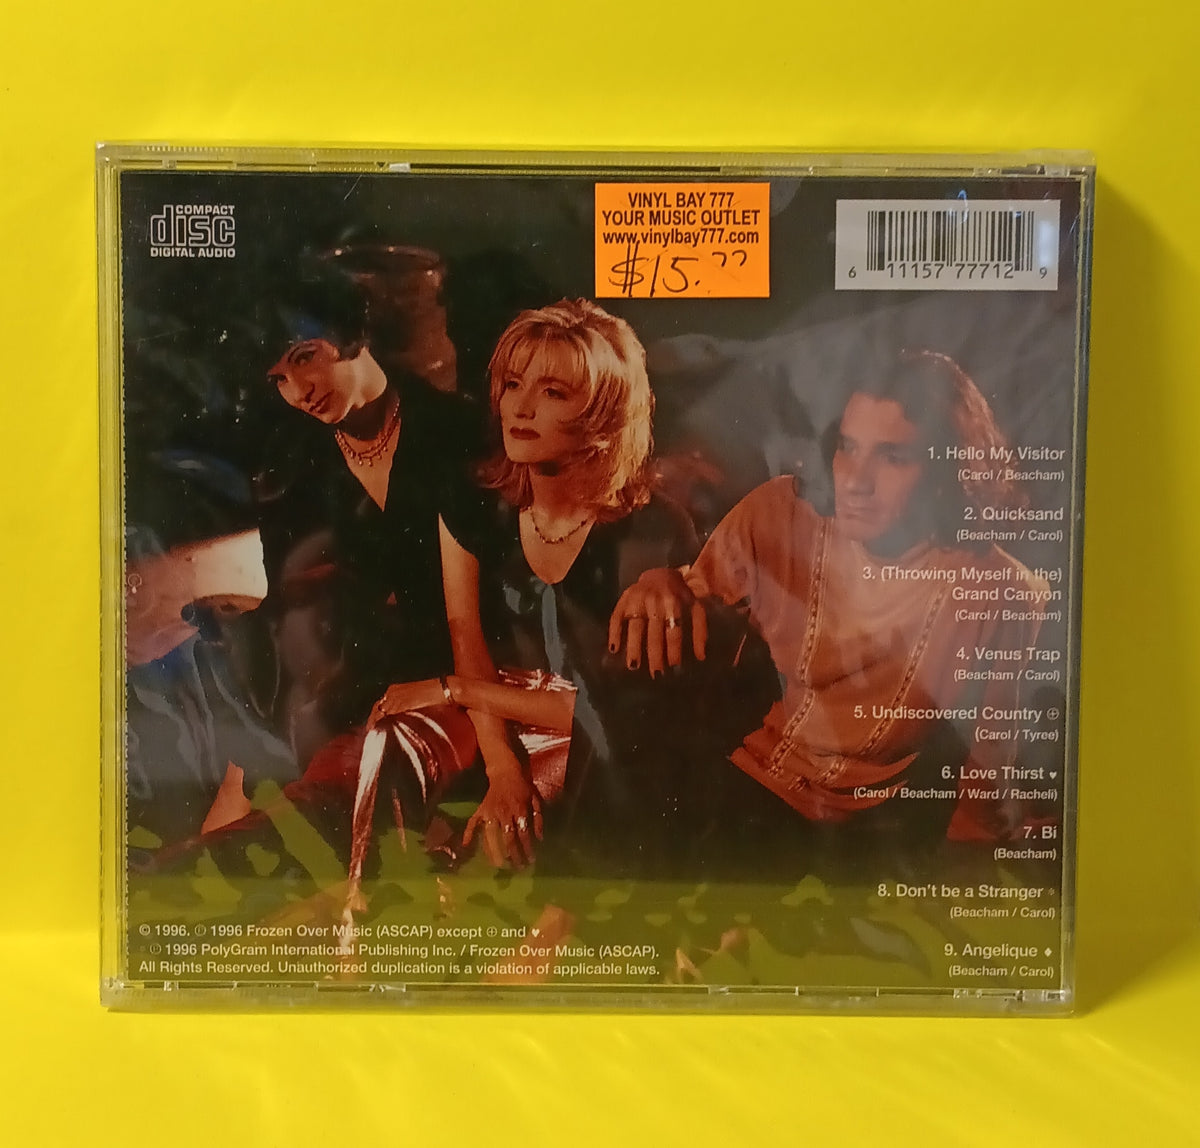 COMPACT
disc
DIGITAL AUDIO
VINYL BAY 777
YOUR MUSIC OUTLET
www.vinylbay777.com
$15.77
6 11157 77712 9
1. Hello My Visitor
(Carol / Beacham)
2. Quicksand
(Beacham / Carol)
3. (Throwing Myself in the)
Grand Canyon
(Carol / Beacham)
4. Venus Trap
(Beacham / Carol)
5. Undiscovered Country ⊕
(Carol / Tyree)
6. Love Thirst ♥
(Carol / Beacham / Ward / Racheli)
7. Bi
(Beacham)
8. Don't be a Stranger *
(Beacham / Carol)
9. Angelique ♦
(Beacham / Carol)
© 1996. ℗ 1996 Frozen Over Music (ASCAP) except ⊕ and ♥.
* ℗ 1996 PolyGram International Publishing Inc. / Frozen Over Music (ASCAP).
All Rights Reserved. Unauthorized duplication is a violation of applicable laws.